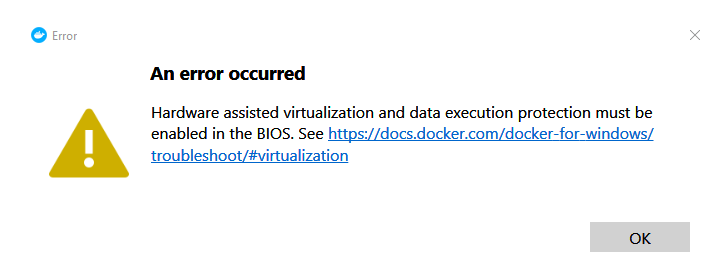 Error
An error occurred
Hardware assisted virtualization and data execution protection must be
enabled in the BIOS. See https://docs.docker.com/docker-for-windows/
troubleshoot/#virtualization
OK